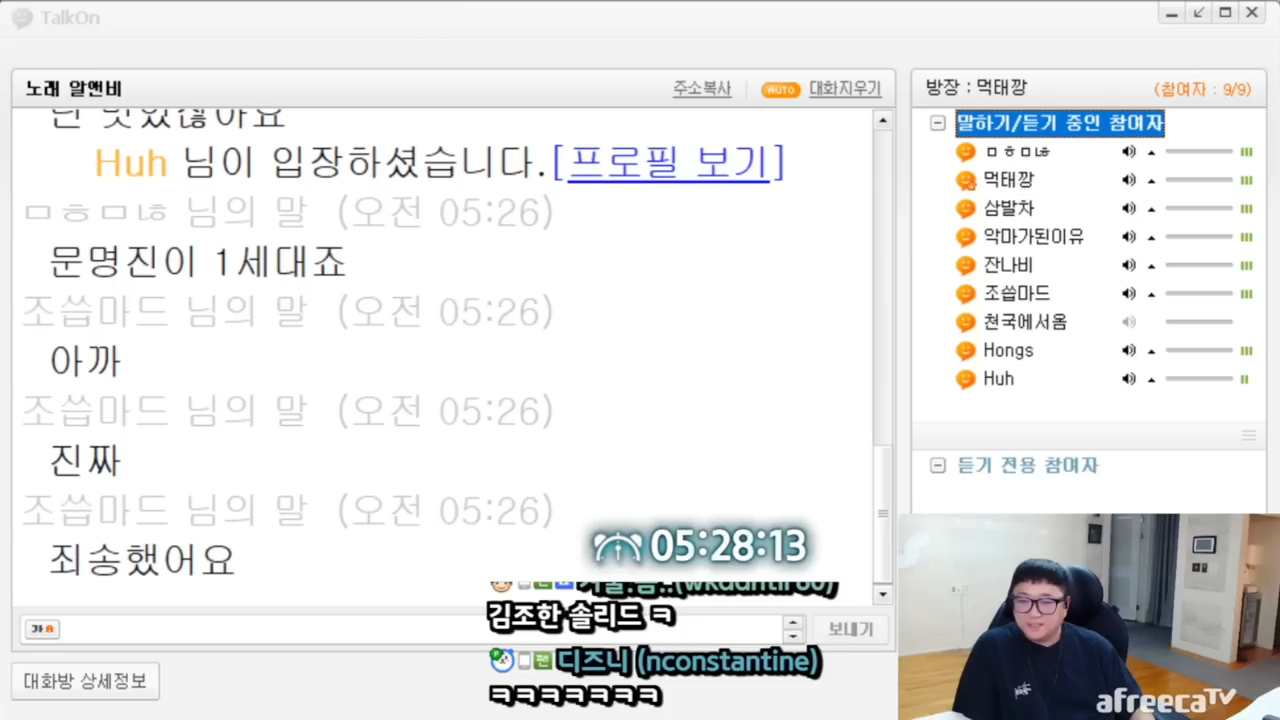 TalkOn
노래 알앤비
주소복사
AUTO
대화지우기
Huh 님이 입장하셨습니다.[프로필 보기]
ㅁㅎㅁㄶ 님의 말 (오전 05:26)
문명진이 1세대죠
조씁마드 님의 말 (오전 05:26)
아까
조씁마드 님의 말 (오전 05:26)
진짜
조씁마드 님의 말 (오전 05:26)
죄송했어요
보내기
대화방 상세정보
방장 : 먹태깡
(참여자 : 9/9)
말하기/듣기 중인 참여자
먹태깡
삼발차
악마가된이유
잔나비
조씁마드
천국에서옴
Hongs
Huh
듣기 전용 참여자
05:28:13
김조한 솔리드 ㅋ
팬
디즈니 (nconstantine)
ㅋㅋㅋㅋㅋㅋㅋ
afreecaTV